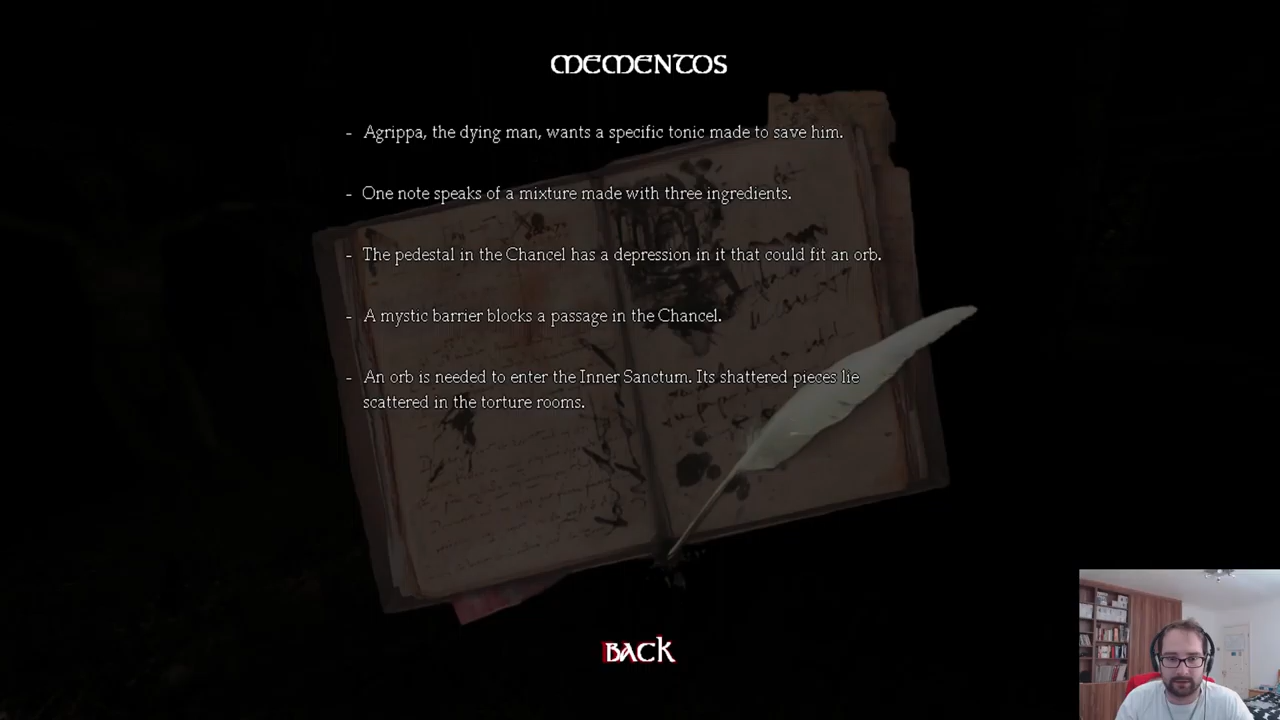 MEMENTOS
- Agrippa, the dying man, wants a specific tonic made to save him.
- One note speaks of a mixture made with three ingredients.
- The pedestal in the Chancel has a depression in it that could fit an orb.
- A mystic barrier blocks a passage in the Chancel.
- An orb is needed to enter the Inner Sanctum. Its shattered pieces lie
scattered in the torture rooms.
BACK